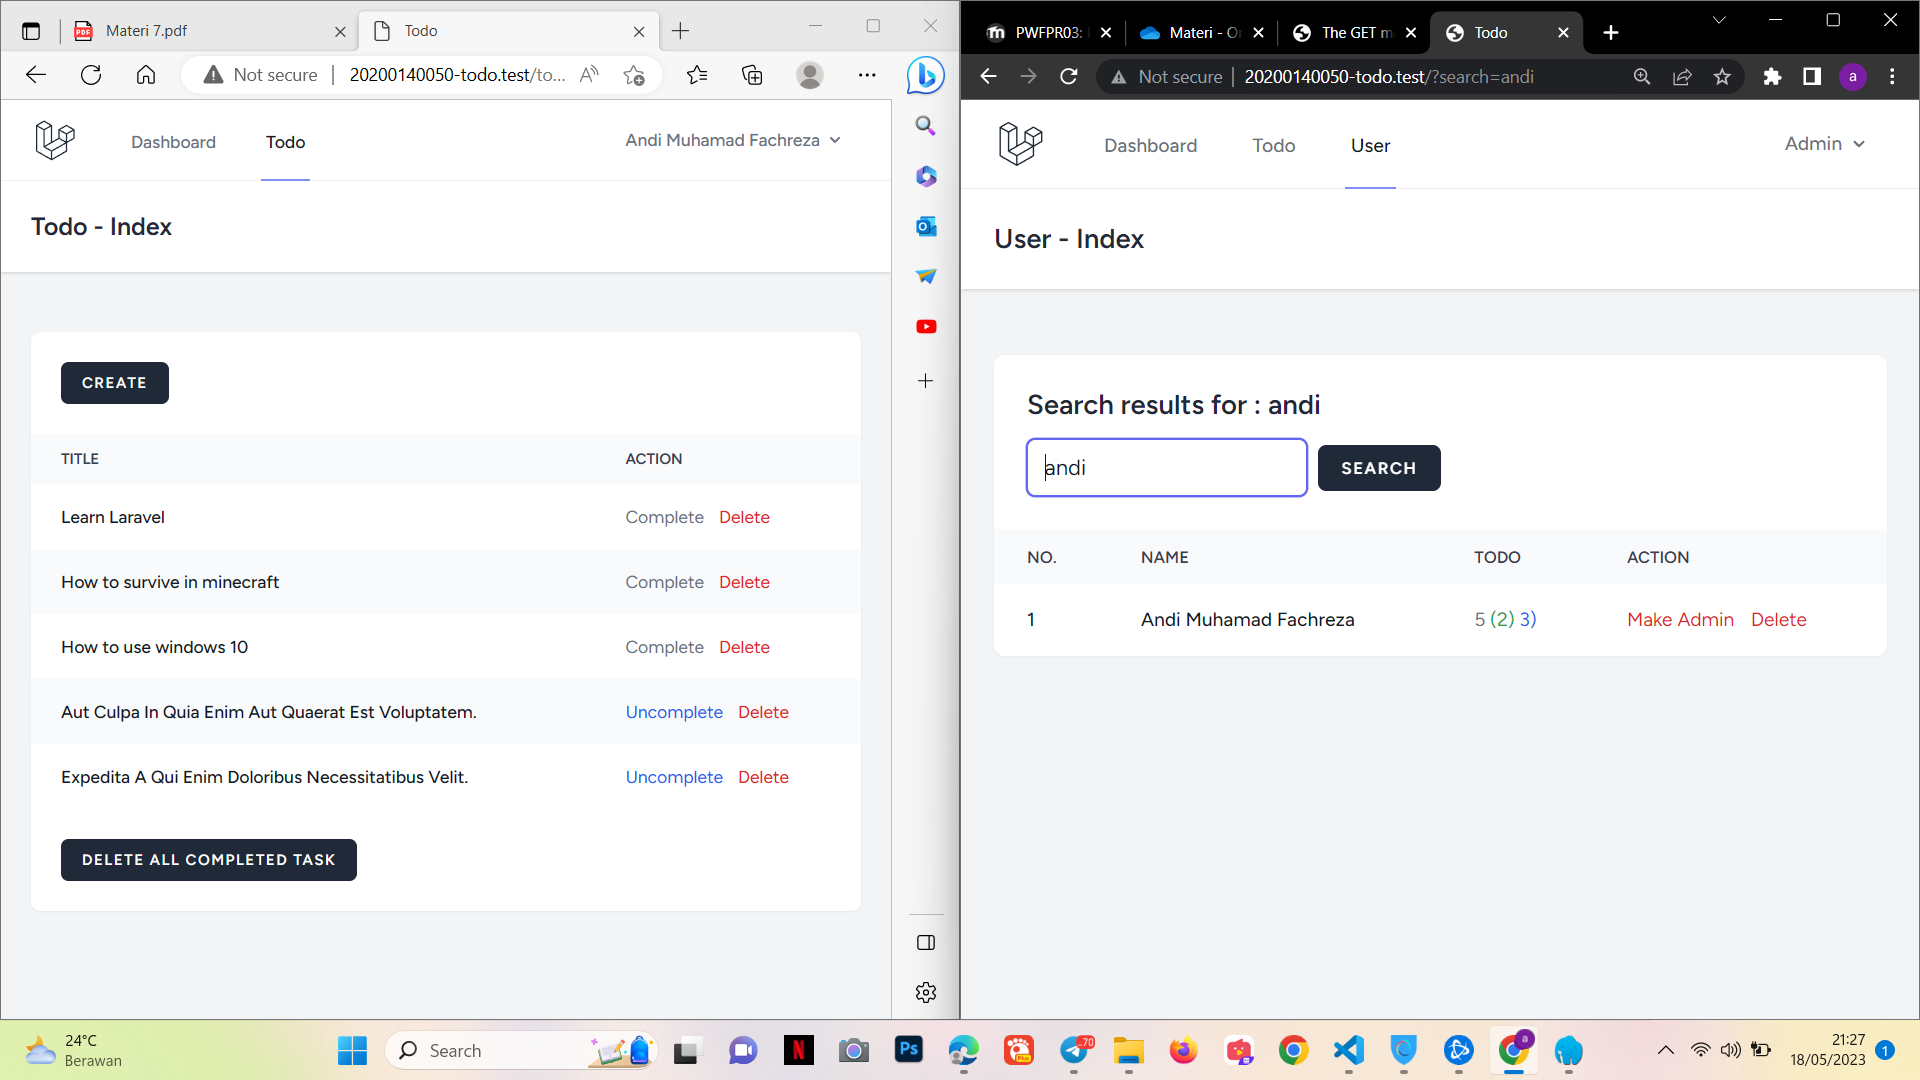 Materi 7.pdf
Todo
Not secure
20200140050-todo.test/to...
Dashboard
Todo
Andi Muhamad Fachreza
Todo - Index
CREATE
TITLE
ACTION
Learn Laravel
Complete
Delete
How to survive in minecraft
Complete
Delete
How to use windows 10
Complete
Delete
Aut Culpa In Quia Enim Aut Quaerat Est Voluptatem.
Uncomplete
Delete
Expedita A Qui Enim Doloribus Necessitatibus Velit.
Uncomplete
Delete
DELETE ALL COMPLETED TASK
PWFPR03:
Materi - O
The GET m
Todo
Not secure
20200140050-todo.test/?search=andi
a
Dashboard
Todo
User
Admin
User - Index
Search results for : andi
andi
SEARCH
NO.
NAME
TODO
ACTION
1
Andi Muhamad Fachreza
5 (2) 3)
Make Admin
Delete
24°C
Berawan
Search
N
Ps
Plus
..70
a
21:27
18/05/2023
1